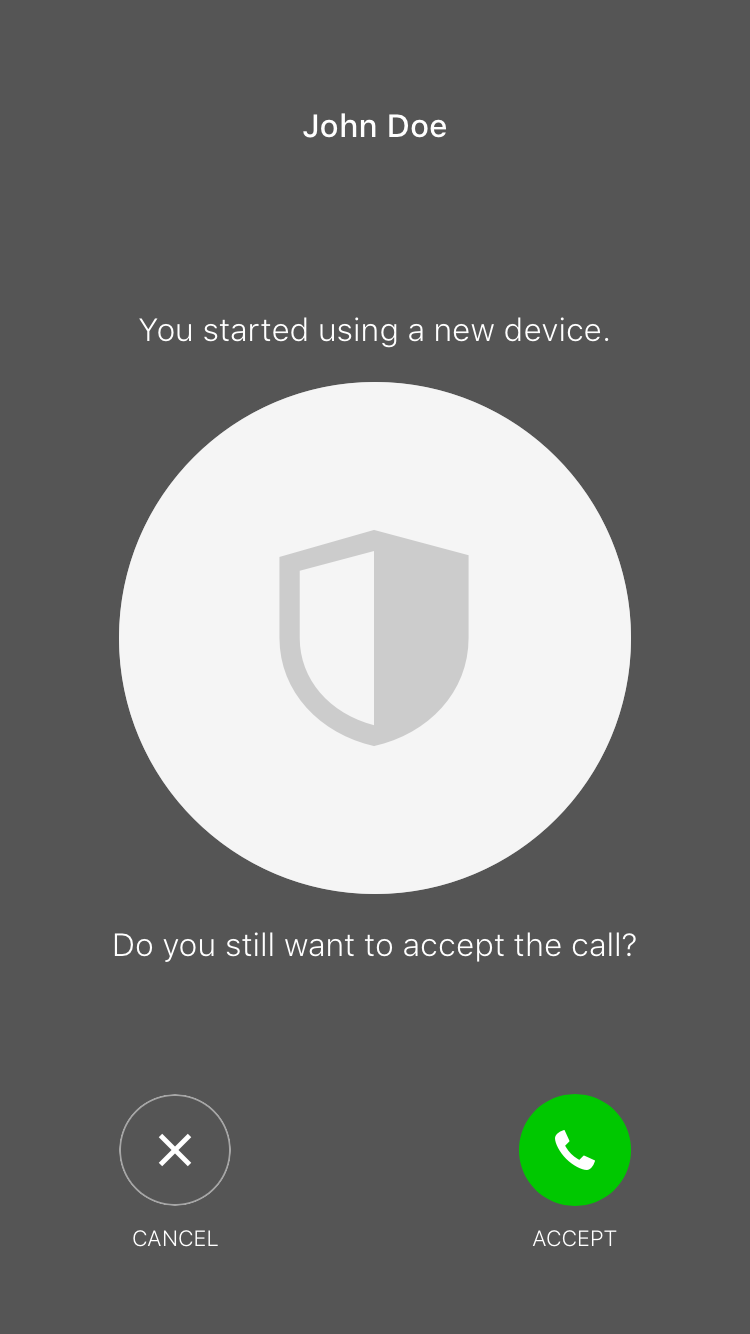 John Doe
You started using a new device.
Do you still want to accept the call?
CANCEL
ACCEPT